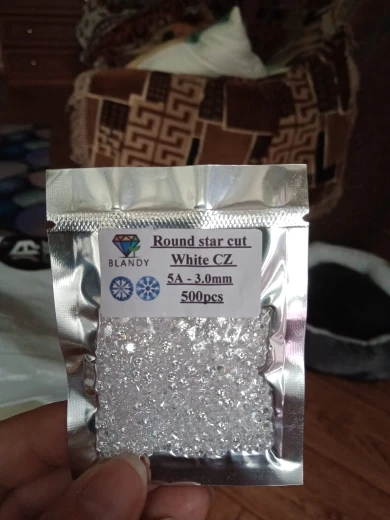 Round star cut
White CZ
BLANDY
5A - 3.0mm
500pcs